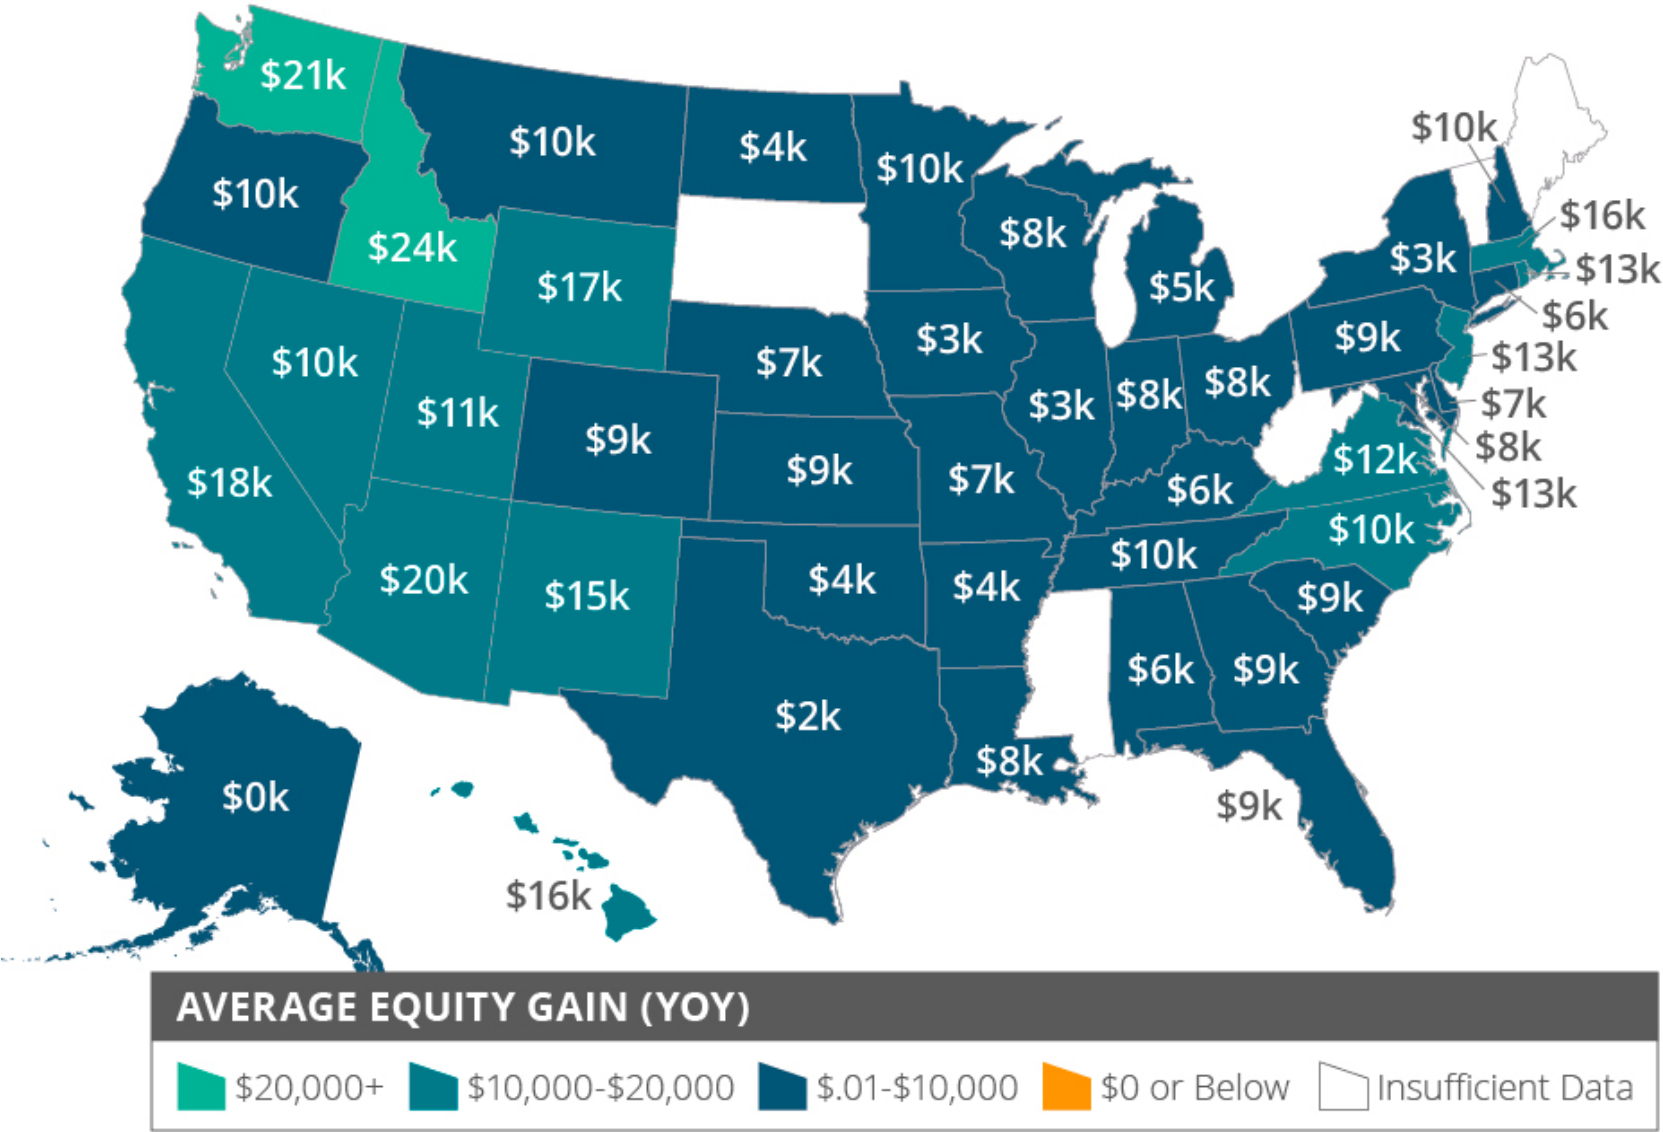 $21k
$10k
$4k
$10k
$10k
$10k
$24k
$17k
$8k
$5k
$3k
$16k
$13k
$6k
$10k
$18k
$10k
$11k
$9k
$7k
$3k
$3k
$8k
$8k
$9k
$13k
$7k
$8k
$13k
$9k
$7k
$6k
$12k
$20k
$15k
$4k
$4k
$10k
$9k
$2k
$8k
$6k
$9k
$9k
$0k
$16k
AVERAGE EQUITY GAIN (YOY)
$20,000+
$10,000-$20,000
$.01-$10,000
$0 or Below
Insufficient Data